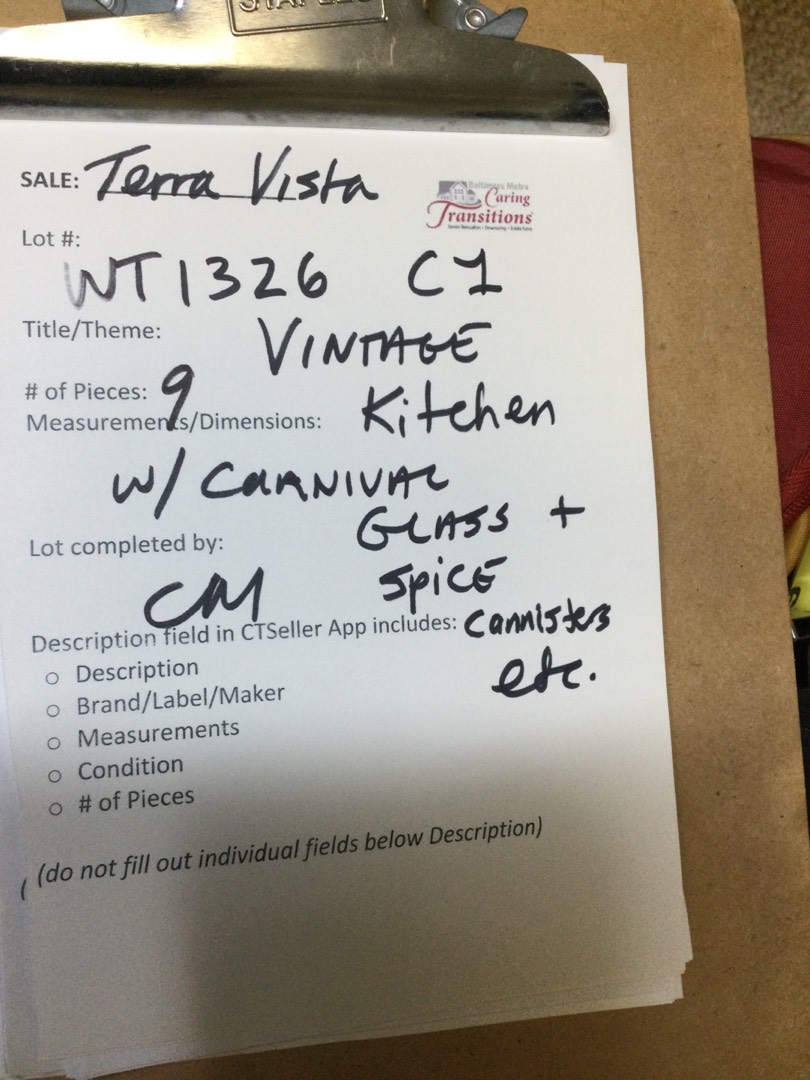 STAPLES
SALE: Terra Vista
Baltimore Metro
Caring
Transitions
Lot #:
WT1326 C1
Title/Theme: VINTAGE
# of Pieces: 9
Measurements/Dimensions: Kitchen
w/ CARNIVAL
GLASS +
Lot completed by:
CM SPICE
Description field in CTSeller App includes: Cannisters
etc.
o Description
o Brand/Label/Maker
o Measurements
o Condition
o # of Pieces
(do not fill out individual fields below Description)
(